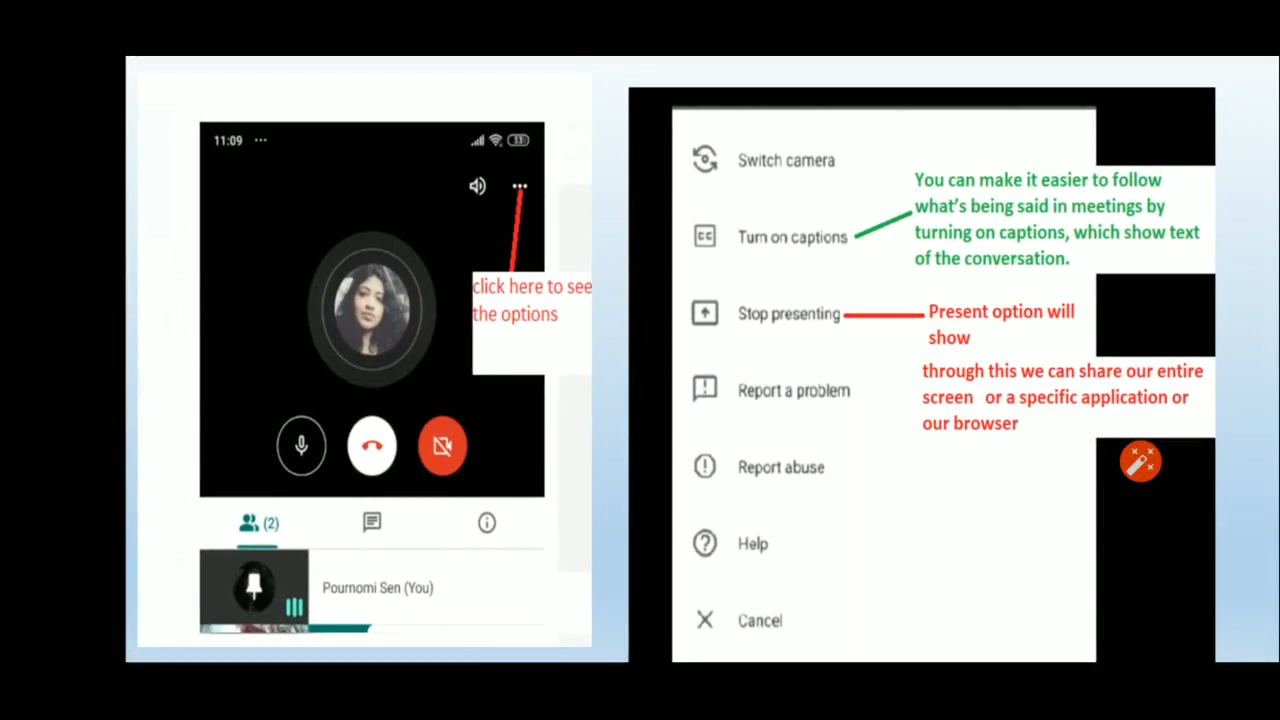 11:09 ...
33
click here to see
the options
(2)
Pournomi Sen (You)
Switch camera
CC
Turn on captions
You can make it easier to follow
what's being said in meetings by
turning on captions, which show text
of the conversation.
Stop presenting
Present option will
show
through this we can share our entire
screen or a specific application or
our browser
Report a problem
Report abuse
Help
Cancel